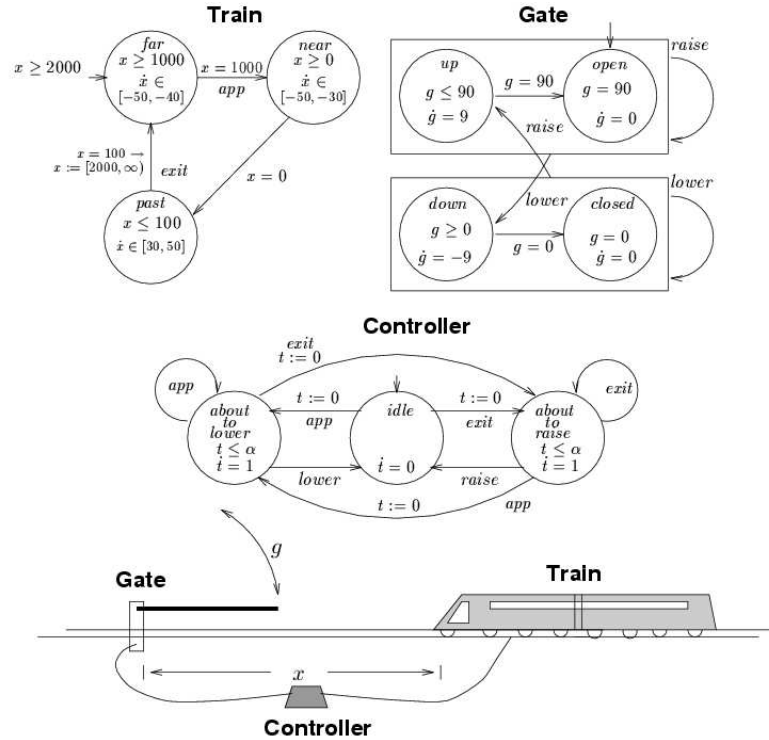 Train
far
x ≥ 1000
ẋ ∈
[−50, −40]
x ≥ 2000
x = 1000
app
near
x ≥ 0
ẋ ∈
[−50, −30]
x = 100 →
x := [2000, ∞)
exit
x = 0
past
x ≤ 100
ẋ ∈ [30, 50]
Gate
up
g ≤ 90
ġ = 9
g = 90
open
g = 90
ġ = 0
raise
raise
lower
down
g ≥ 0
ġ = −9
g = 0
closed
g = 0
ġ = 0
lower
Controller
exit
t := 0
app
about
to
lower
t ≤ α
ṫ = 1
t := 0
app
idle
ṫ = 0
t := 0
exit
about
to
raise
t ≤ α
ṫ = 1
exit
lower
raise
t := 0
app
g
Gate
Train
x
Controller